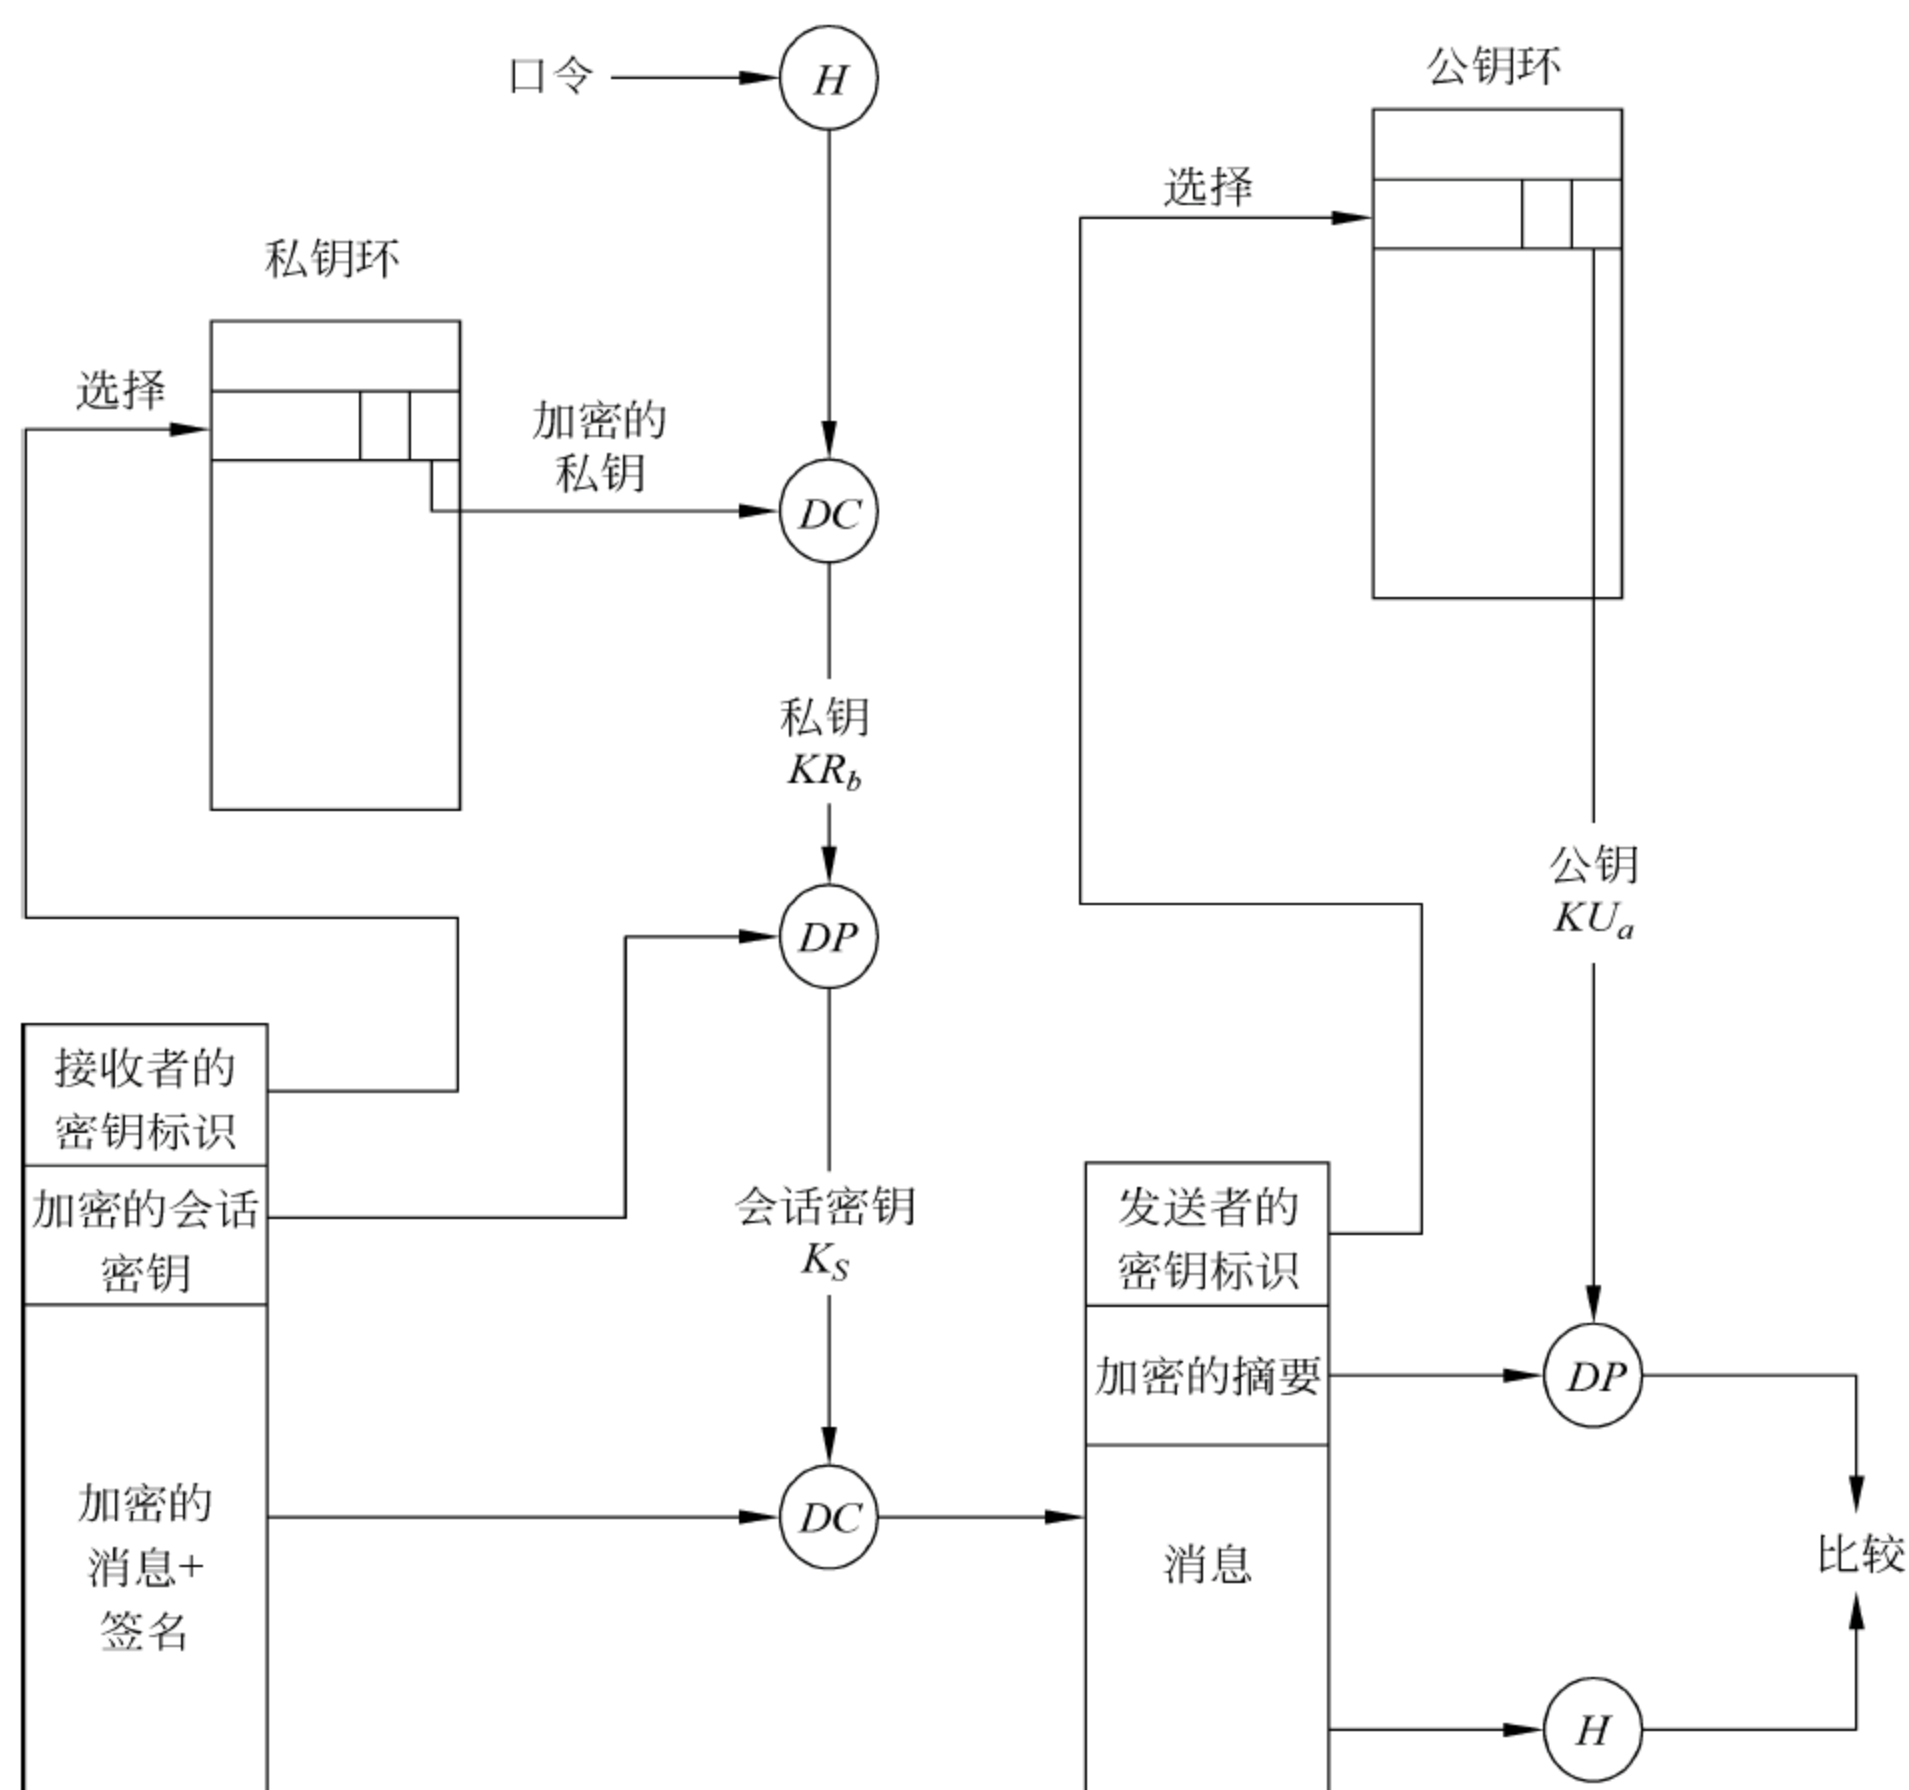 口令
H
公钥环
选择
私钥环
选择
加密的
私钥
DC
私钥
KRb
公钥
KUa
DP
接收者的
密钥标识
加密的会话
密钥
会话密钥
KS
发送者的
密钥标识
加密的摘要
DP
加密的
消息+
签名
DC
消息
比较
H